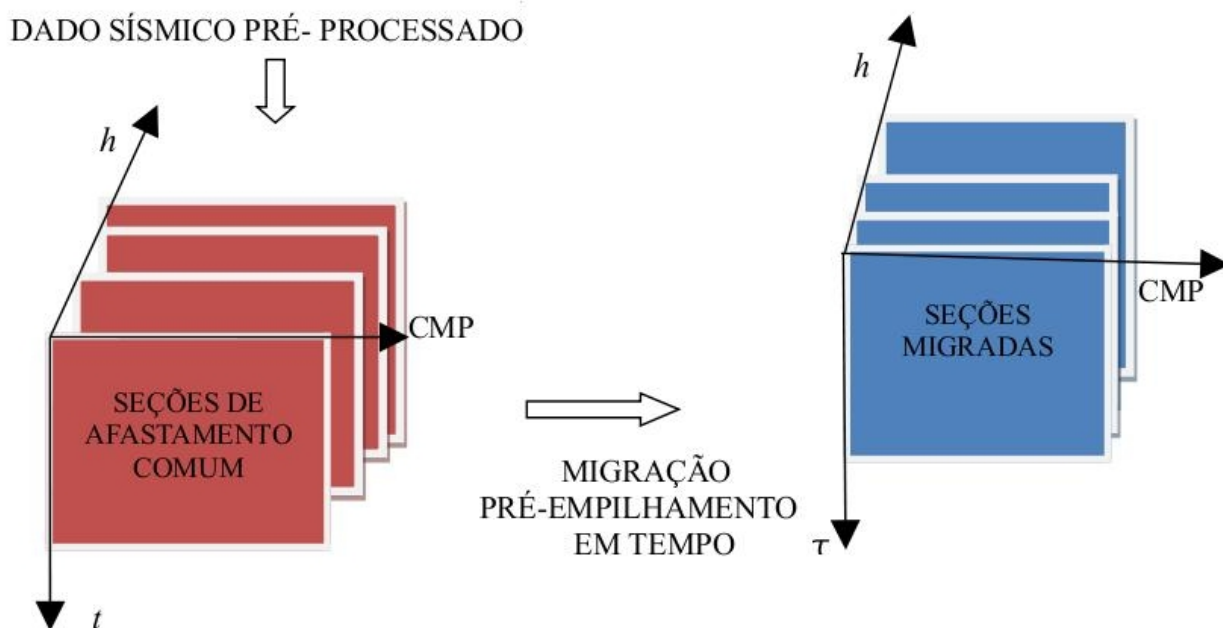 DADO SÍSMICO PRÉ- PROCESSADO
h
CMP
SEÇÕES DE
AFASTAMENTO
COMUM
t
MIGRAÇÃO
PRÉ-EMPILHAMENTO
EM TEMPO
h
CMP
SEÇÕES
MIGRADAS
τ